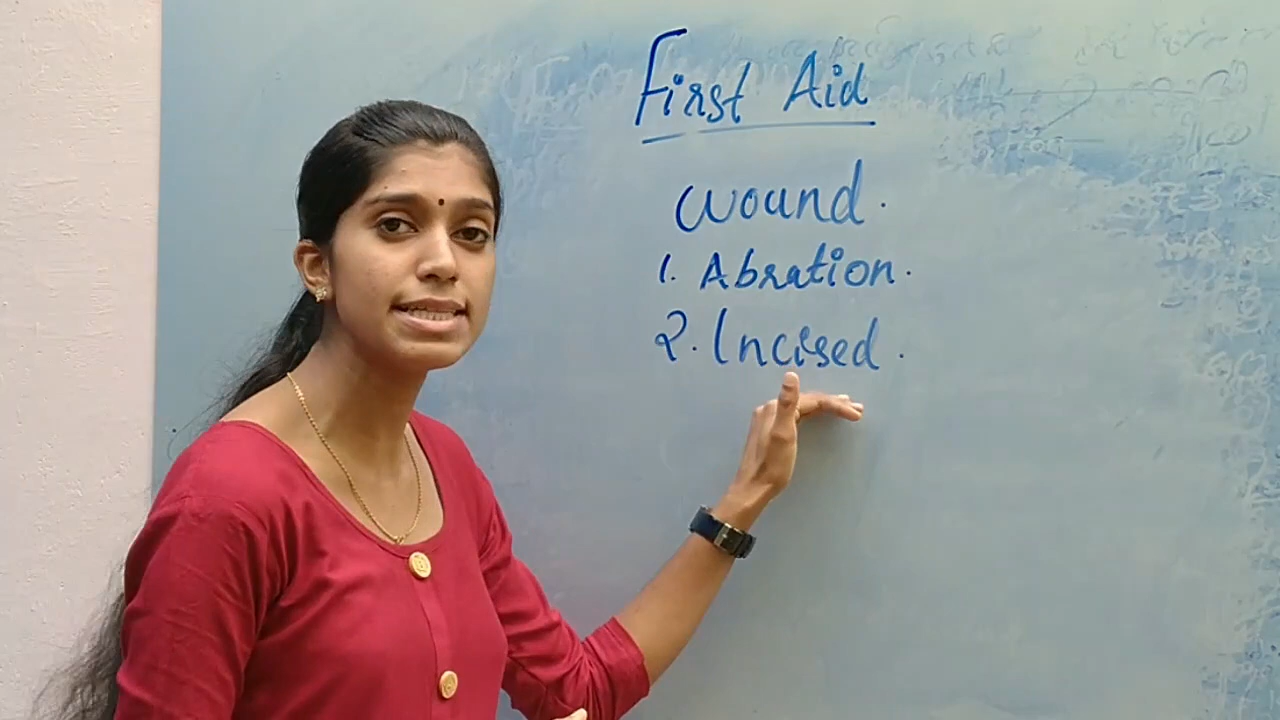 First Aid
wound.
1. Abration.
2. Incised.